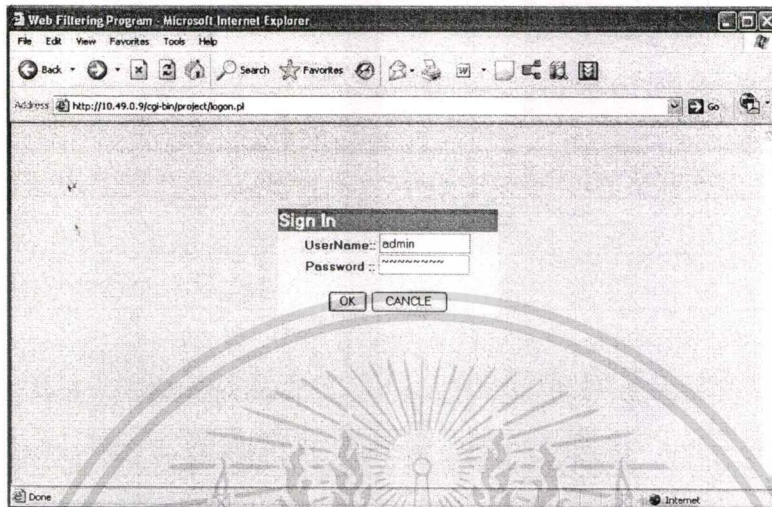 Web Filtering Program - Microsoft Internet Explorer
File Edit View Favorites Tools Help
Back Search Favorites
Address http://10.49.0.9/cgi-bin/project/logon.pl Go
Sign In
UserName:: admin
Password :: ~~~~~~~~
OK CANCLE
Done Internet